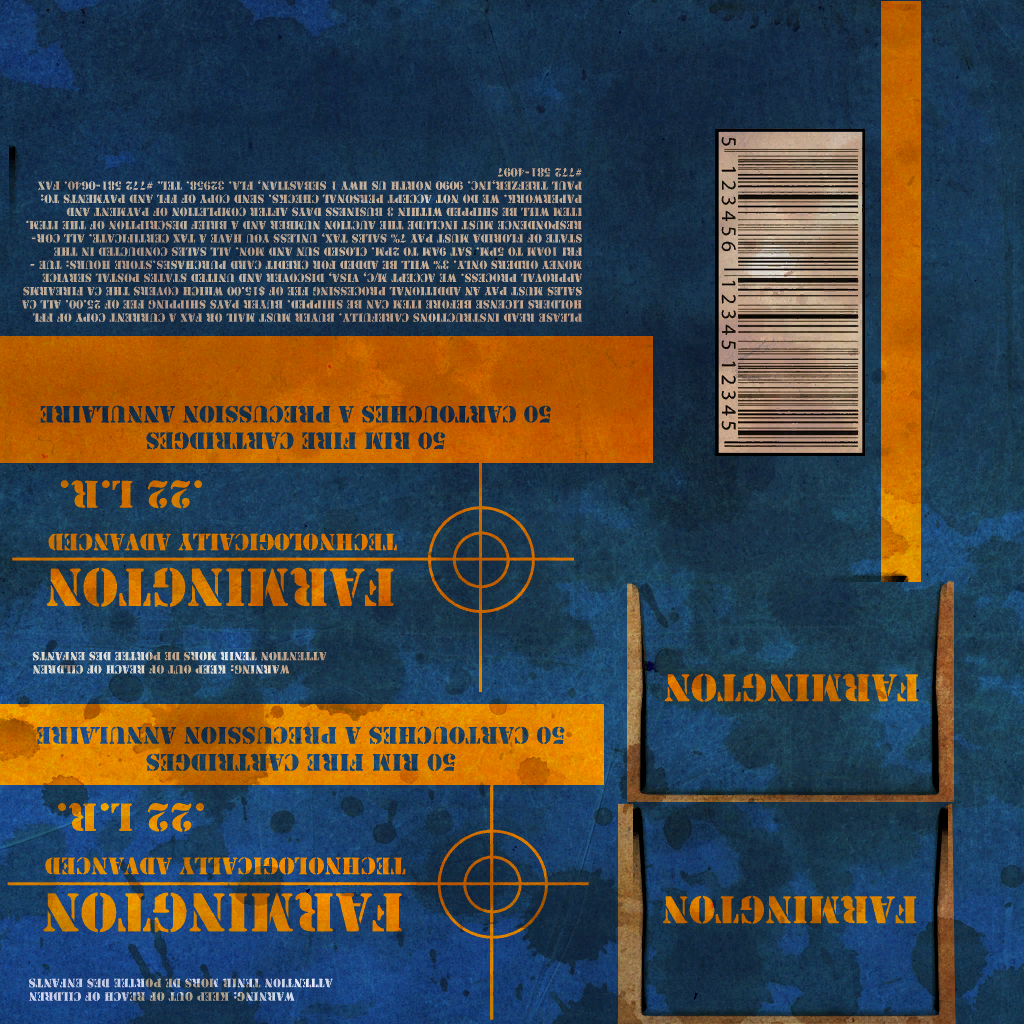 WARNING: KEEP OUT OF REACH OF CILDREN
ATTENTION TENIR MORS DE PORTEE DES ENFANTS
FARMINGTON
TECHNOLOGICALLY ADVANCED
.22 L.R.
50 RIM FIRE CARTRIDGES
50 CARTOUCHES A PRECUSSION ANNULAIRE
WARNING: KEEP OUT OF REACH OF CILDREN
ATTENTION TENIR MORS DE PORTEE DES ENFANTS
FARMINGTON
TECHNOLOGICALLY ADVANCED
.22 L.R.
50 RIM FIRE CARTRIDGES
50 CARTOUCHES A PRECUSSION ANNULAIRE
PLEASE READ INSTRUCTIONS CAREFULLY. BUYER MUST MAIL OR FAX A CURRENT COPY OF FFL
HOLDERS LICENSE BEFORE ITEM CAN BE SHIPPED. BUYER PAYS SHIPPING FEE OF 25.00. ALL CA
SALES MUST PAY AN ADDITIONAL PROCESSING FEE OF $15.00 WHICH COVERS THE CA FIREARMS
APPROVAL PROCESS. WE ACCEPT MC, VISA, DISCOVER AND UNITED STATES POSTAL SERVICE
MONEY ORDERS ONLY. 3% WILL BE ADDED FOR CREDIT CARD PURCHASES.STORE HOURS: TUE -
FRI 10AM TO 5PM, SAT 9AM TO 2PM. CLOSED SUN AND MON. ALL SALES CONDUCTED IN THE
STATE OF FLORIDA MUST PAY 7% SALES TAX, UNLESS YOU HAVE A TAX CERTIFICATE. ALL COR-
RESPONDENCE MUST INCLUDE THE AUCTION NUMBER AND A BRIEF DESCRIPTION OF THE ITEM.
ITEM WILL BE SHIPPED WITHIN 3 BUSINESS DAYS AFTER COMPLETION OF PAYMENT AND
PAPERWORK. WE DO NOT ACCEPT PERSONAL CHECKS. SEND COPY OF FFL AND PAYMENTS TO:
PAUL TREFZER,INC. 9090 NORTH US HWY 1 SEBASTIAN, FLA. 32958. TEL. #772 581-0640. FAX
#772 581-4097
FARMINGTON
FARMINGTON
5 123456 12345 12345